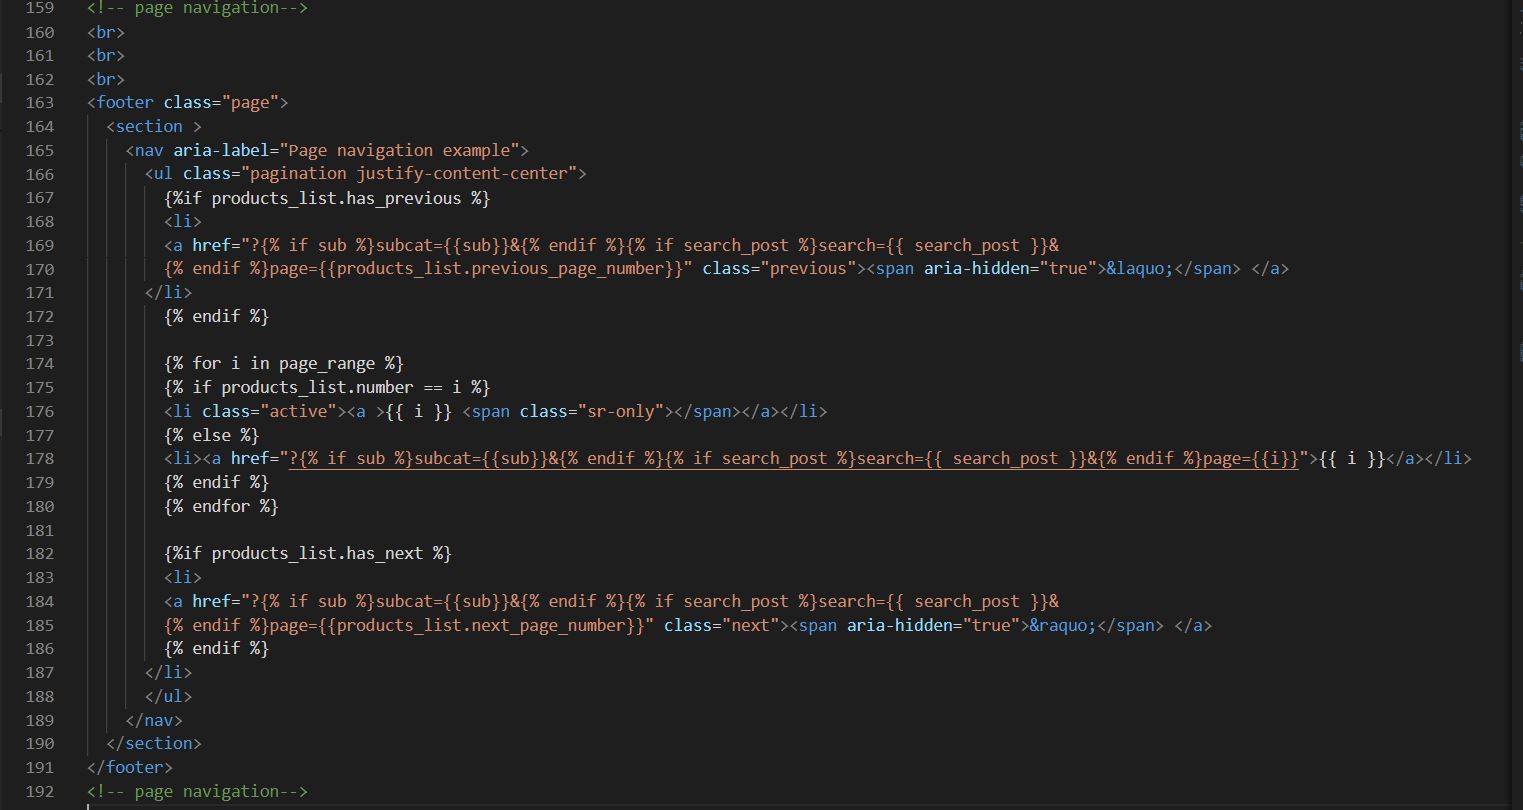 159 <!-- page navigation-->
160 <br>
161 <br>
162 <br>
163 <footer class="page">
164 <section >
165 <nav aria-label="Page navigation example">
166 <ul class="pagination justify-content-center">
167 {%if products_list.has_previous %}
168 <li>
169 <a href="?{% if sub %}subcat={{sub}}&{% endif %}{% if search_post %}search={{ search_post }}&
170 {% endif %}page={{products_list.previous_page_number}}" class="previous"><span aria-hidden="true">&laquo;</span> </a>
171 </li>
172 {% endif %}
173
174 {% for i in page_range %}
175 {% if products_list.number == i %}
176 <li class="active"><a >{{ i }} <span class="sr-only"></span></a></li>
177 {% else %}
178 <li><a href="?{% if sub %}subcat={{sub}}&{% endif %}{% if search_post %}search={{ search_post }}&{% endif %}page={{i}}">{{ i }}</a></li>
179 {% endif %}
180 {% endfor %}
181
182 {%if products_list.has_next %}
183 <li>
184 <a href="?{% if sub %}subcat={{sub}}&{% endif %}{% if search_post %}search={{ search_post }}&
185 {% endif %}page={{products_list.next_page_number}}" class="next"><span aria-hidden="true">&raquo;</span> </a>
186 {% endif %}
187 </li>
188 </ul>
189 </nav>
190 </section>
191 </footer>
192 <!-- page navigation-->